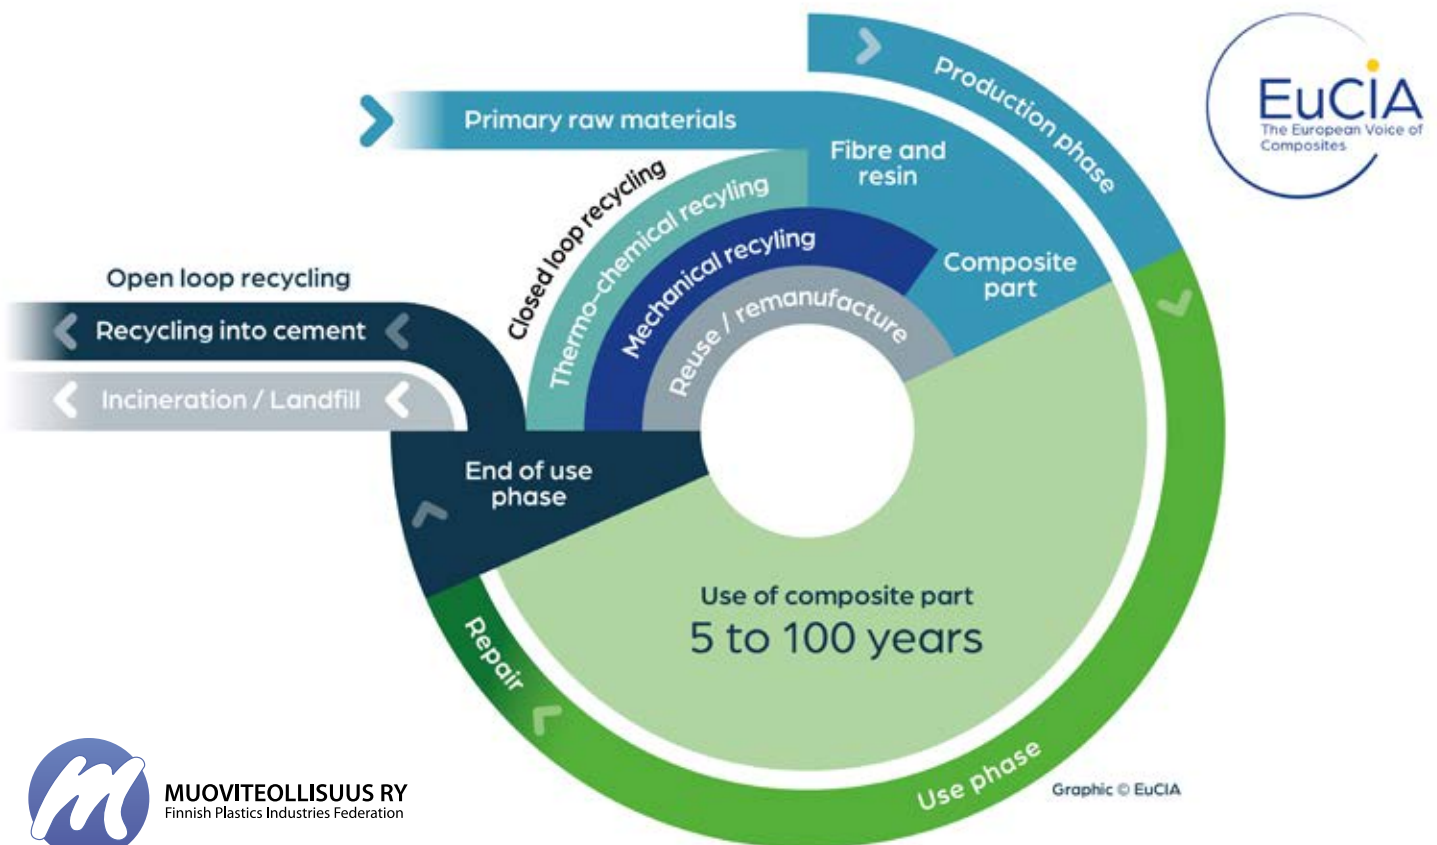 Production phase
EuCIA
The European Voice of
Composites
Primary raw materials
Fibre and
resin
Closed loop recycling
Thermo-chemical recyling
Mechanical recyling
Reuse / remanufacture
Composite
part
Open loop recycling
Recycling into cement
Incineration / Landfill
End of use
phase
Use of composite part
5 to 100 years
Repair
Use phase
Graphic © EuCIA
MUOVITEOLLISUUS RY
Finnish Plastics Industries Federation